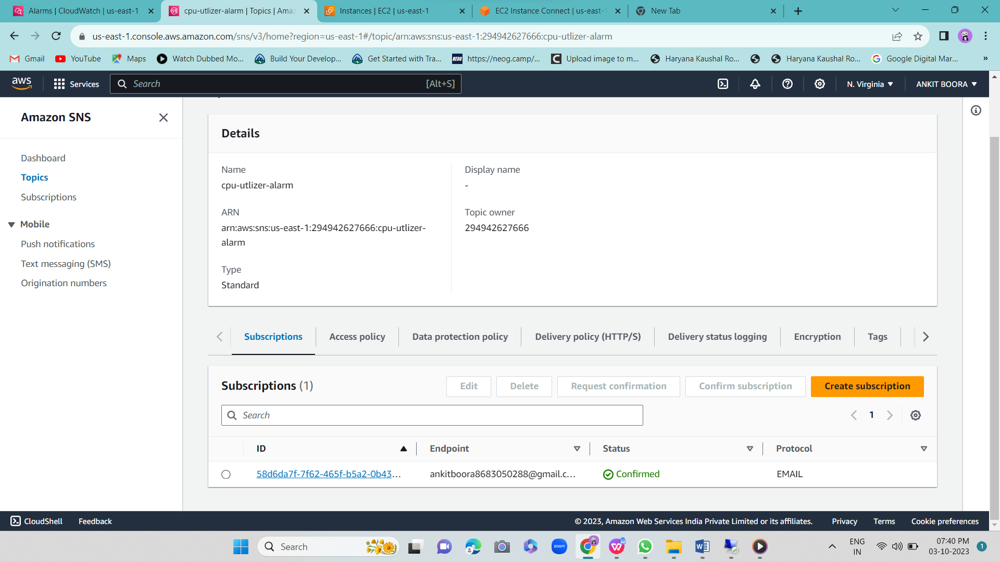 Alarms | CloudWatch | us-east-1
cpu-utlizer-alarm | Topics | Amaz
Instances | EC2 | us-east-1
EC2 Instance Connect | us-east-1
New Tab
us-east-1.console.aws.amazon.com/sns/v3/home?region=us-east-1#/topic/arn:aws:sns:us-east-1:294942627666:cpu-utlizer-alarm
Gmail
YouTube
Maps
Watch Dubbed Mo...
Build Your Develop...
Get Started with Tra...
NEOG
https://neog.camp/...
Upload image to m...
Haryana Kaushal Ro...
Haryana Kaushal Ro...
Google Digital Mar...
»
aws
Services
Search
[Alt+S]
N. Virginia
ANKIT BOORA
Amazon SNS
Dashboard
Topics
Subscriptions
Mobile
Push notifications
Text messaging (SMS)
Origination numbers
Details
Name
cpu-utlizer-alarm
Display name
-
ARN
arn:aws:sns:us-east-1:294942627666:cpu-utlizer-
alarm
Topic owner
294942627666
Type
Standard
Subscriptions
Access policy
Data protection policy
Delivery policy (HTTP/S)
Delivery status logging
Encryption
Tags
Subscriptions (1)
Edit
Delete
Request confirmation
Confirm subscription
Create subscription
Search
1
ID
Endpoint
Status
Protocol
58d6da7f-7f62-465f-b5a2-0b43...
ankitboora8683050288@gmail.c...
Confirmed
EMAIL
CloudShell
Feedback
© 2023, Amazon Web Services India Private Limited or its affiliates.
Privacy
Terms
Cookie preferences
Search
zoom
ENG
IN
07:40 PM
03-10-2023
1